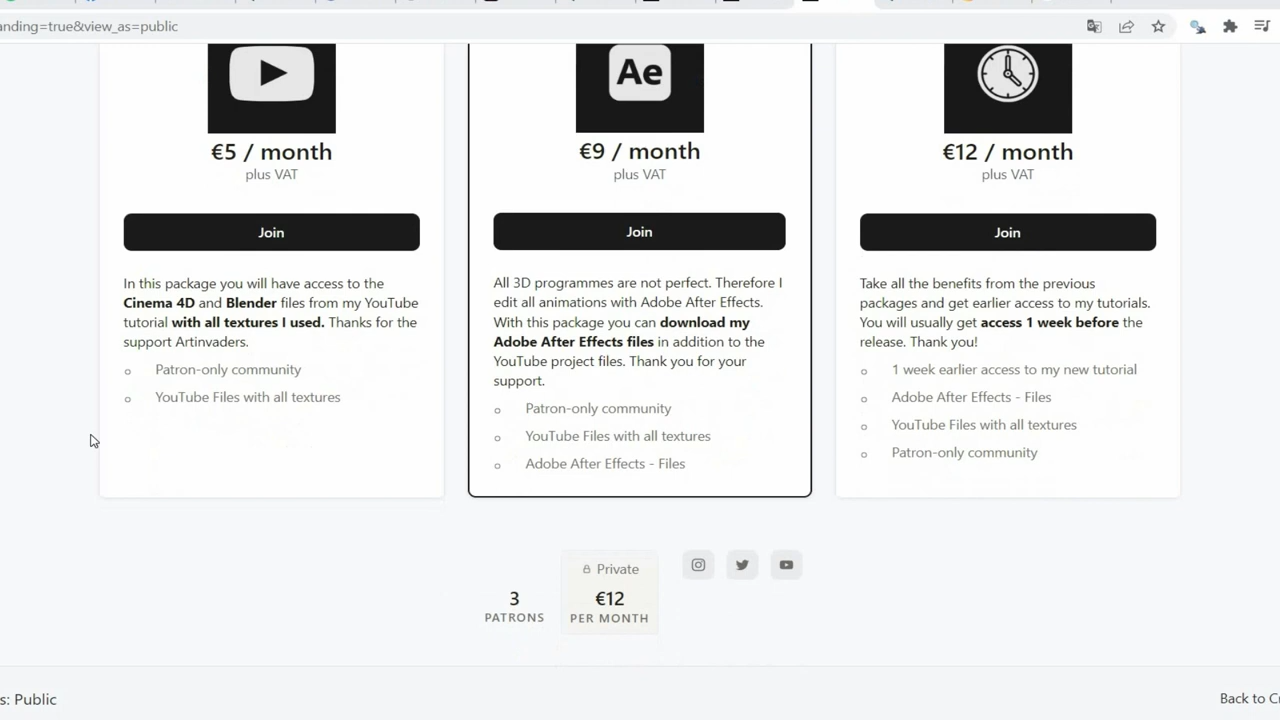 anding=true&view_as=public
Ae
€5 / month
plus VAT
Join
In this package you will have access to the
Cinema 4D and Blender files from my YouTube
tutorial with all textures I used. Thanks for the
support Artinvaders.
Patron-only community
YouTube Files with all textures
€9 / month
plus VAT
Join
All 3D programmes are not perfect. Therefore I
edit all animations with Adobe After Effects.
With this package you can download my
Adobe After Effects files in addition to the
YouTube project files. Thank you for your
support.
Patron-only community
YouTube Files with all textures
Adobe After Effects - Files
€12 / month
plus VAT
Join
Take all the benefits from the previous
packages and get earlier access to my tutorials.
You will usually get access 1 week before the
release. Thank you!
1 week earlier access to my new tutorial
Adobe After Effects - Files
YouTube Files with all textures
Patron-only community
3
PATRONS
Private
€12
PER MONTH
s: Public
Back to Cr